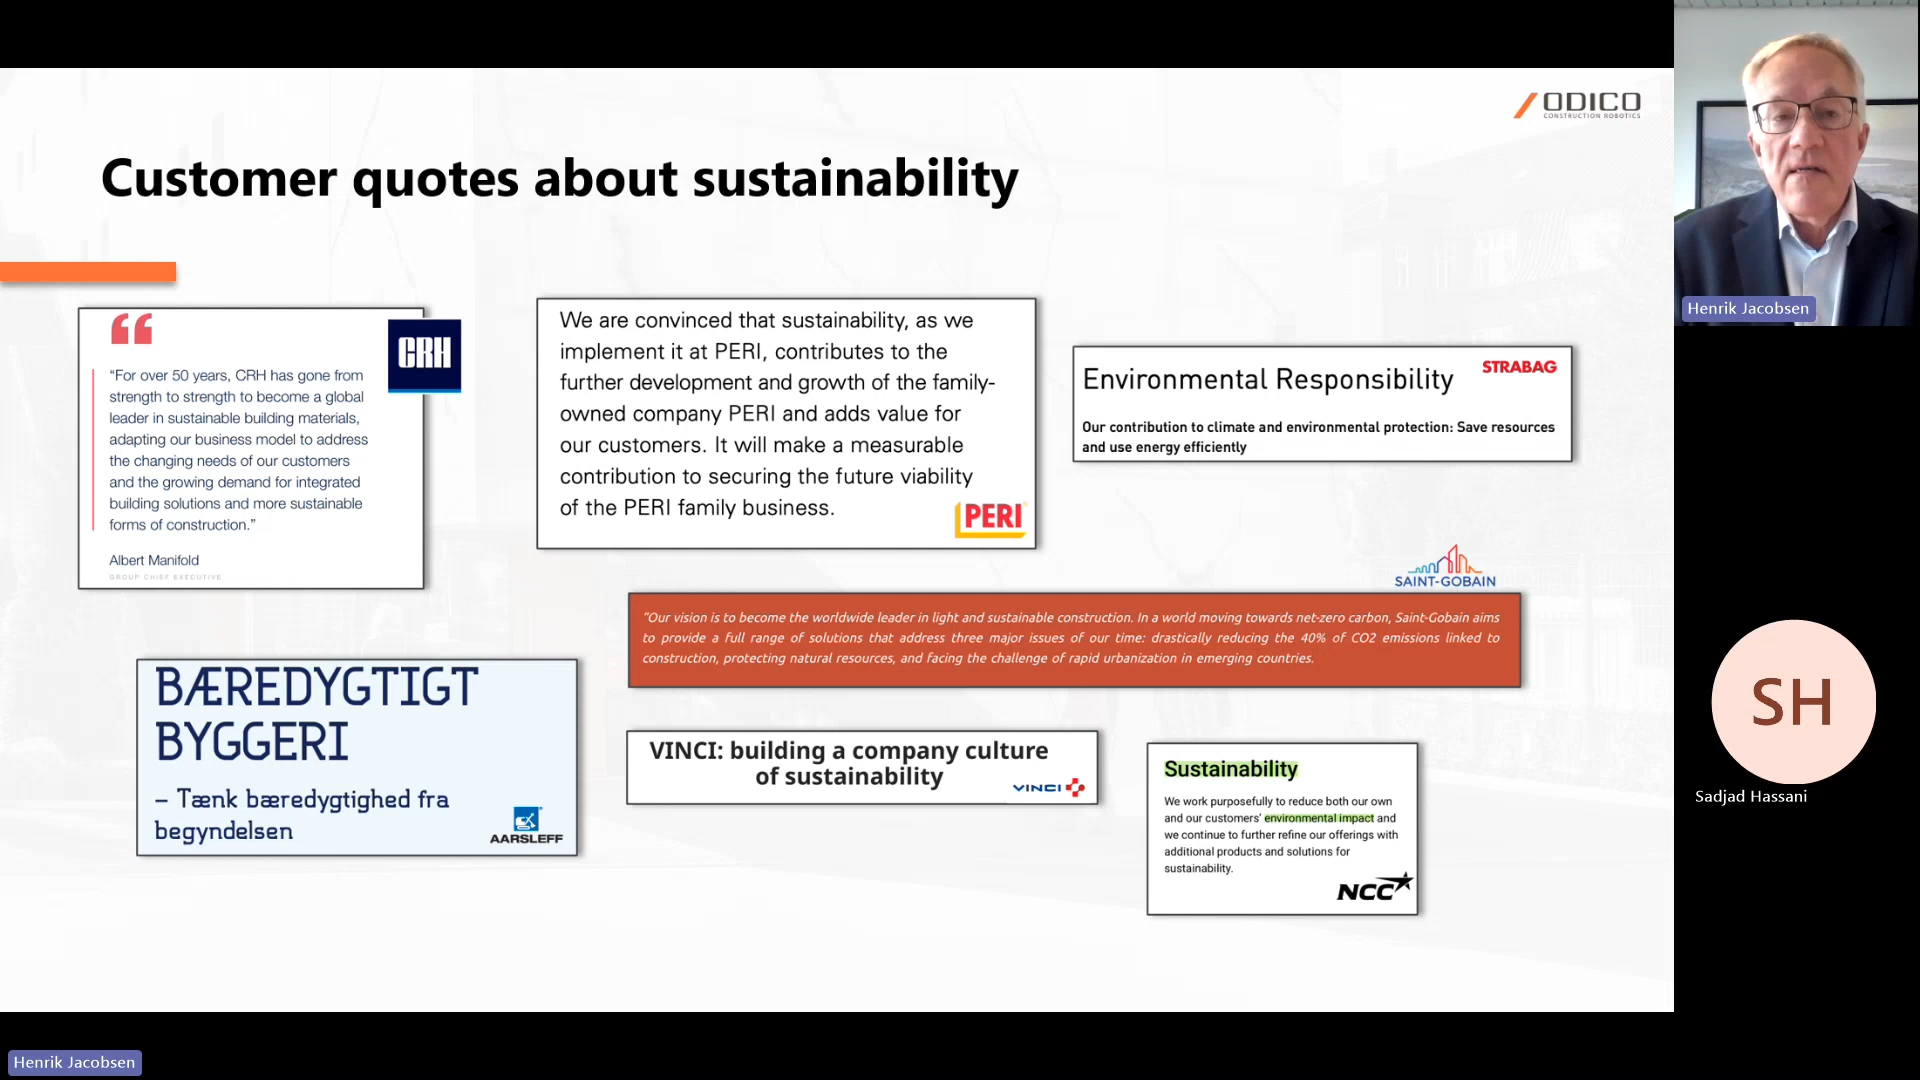 ODICO
CONSTRUCTION ROBOTICS
Customer quotes about sustainability
CRH
“For over 50 years, CRH has gone from
strength to strength to become a global
leader in sustainable building materials,
adapting our business model to address
the changing needs of our customers
and the growing demand for integrated
building solutions and more sustainable
forms of construction.”
Albert Manifold
GROUP CHIEF EXECUTIVE
We are convinced that sustainability, as we
implement it at PERI, contributes to the
further development and growth of the family-
owned company PERI and adds value for
our customers. It will make a measurable
contribution to securing the future viability
of the PERI family business.
PERI
STRABAG
Environmental Responsibility
Our contribution to climate and environmental protection: Save resources
and use energy efficiently
SAINT-GOBAIN
"Our vision is to become the worldwide leader in light and sustainable construction. In a world moving towards net-zero carbon, Saint-Gobain aims
to provide a full range of solutions that address three major issues of our time: drastically reducing the 40% of CO2 emissions linked to
construction, protecting natural resources, and facing the challenge of rapid urbanization in emerging countries.
BÆREDYGTIGT
BYGGERI
– Tænk bæredygtighed fra
begyndelsen
AARSLEFF
VINCI: building a company culture
of sustainability
VINCI
Sustainability
We work purposefully to reduce both our own
and our customers' environmental impact and
we continue to further refine our offerings with
additional products and solutions for
sustainability.
NCC
Henrik Jacobsen
SH
Sadjad Hassani
Henrik Jacobsen